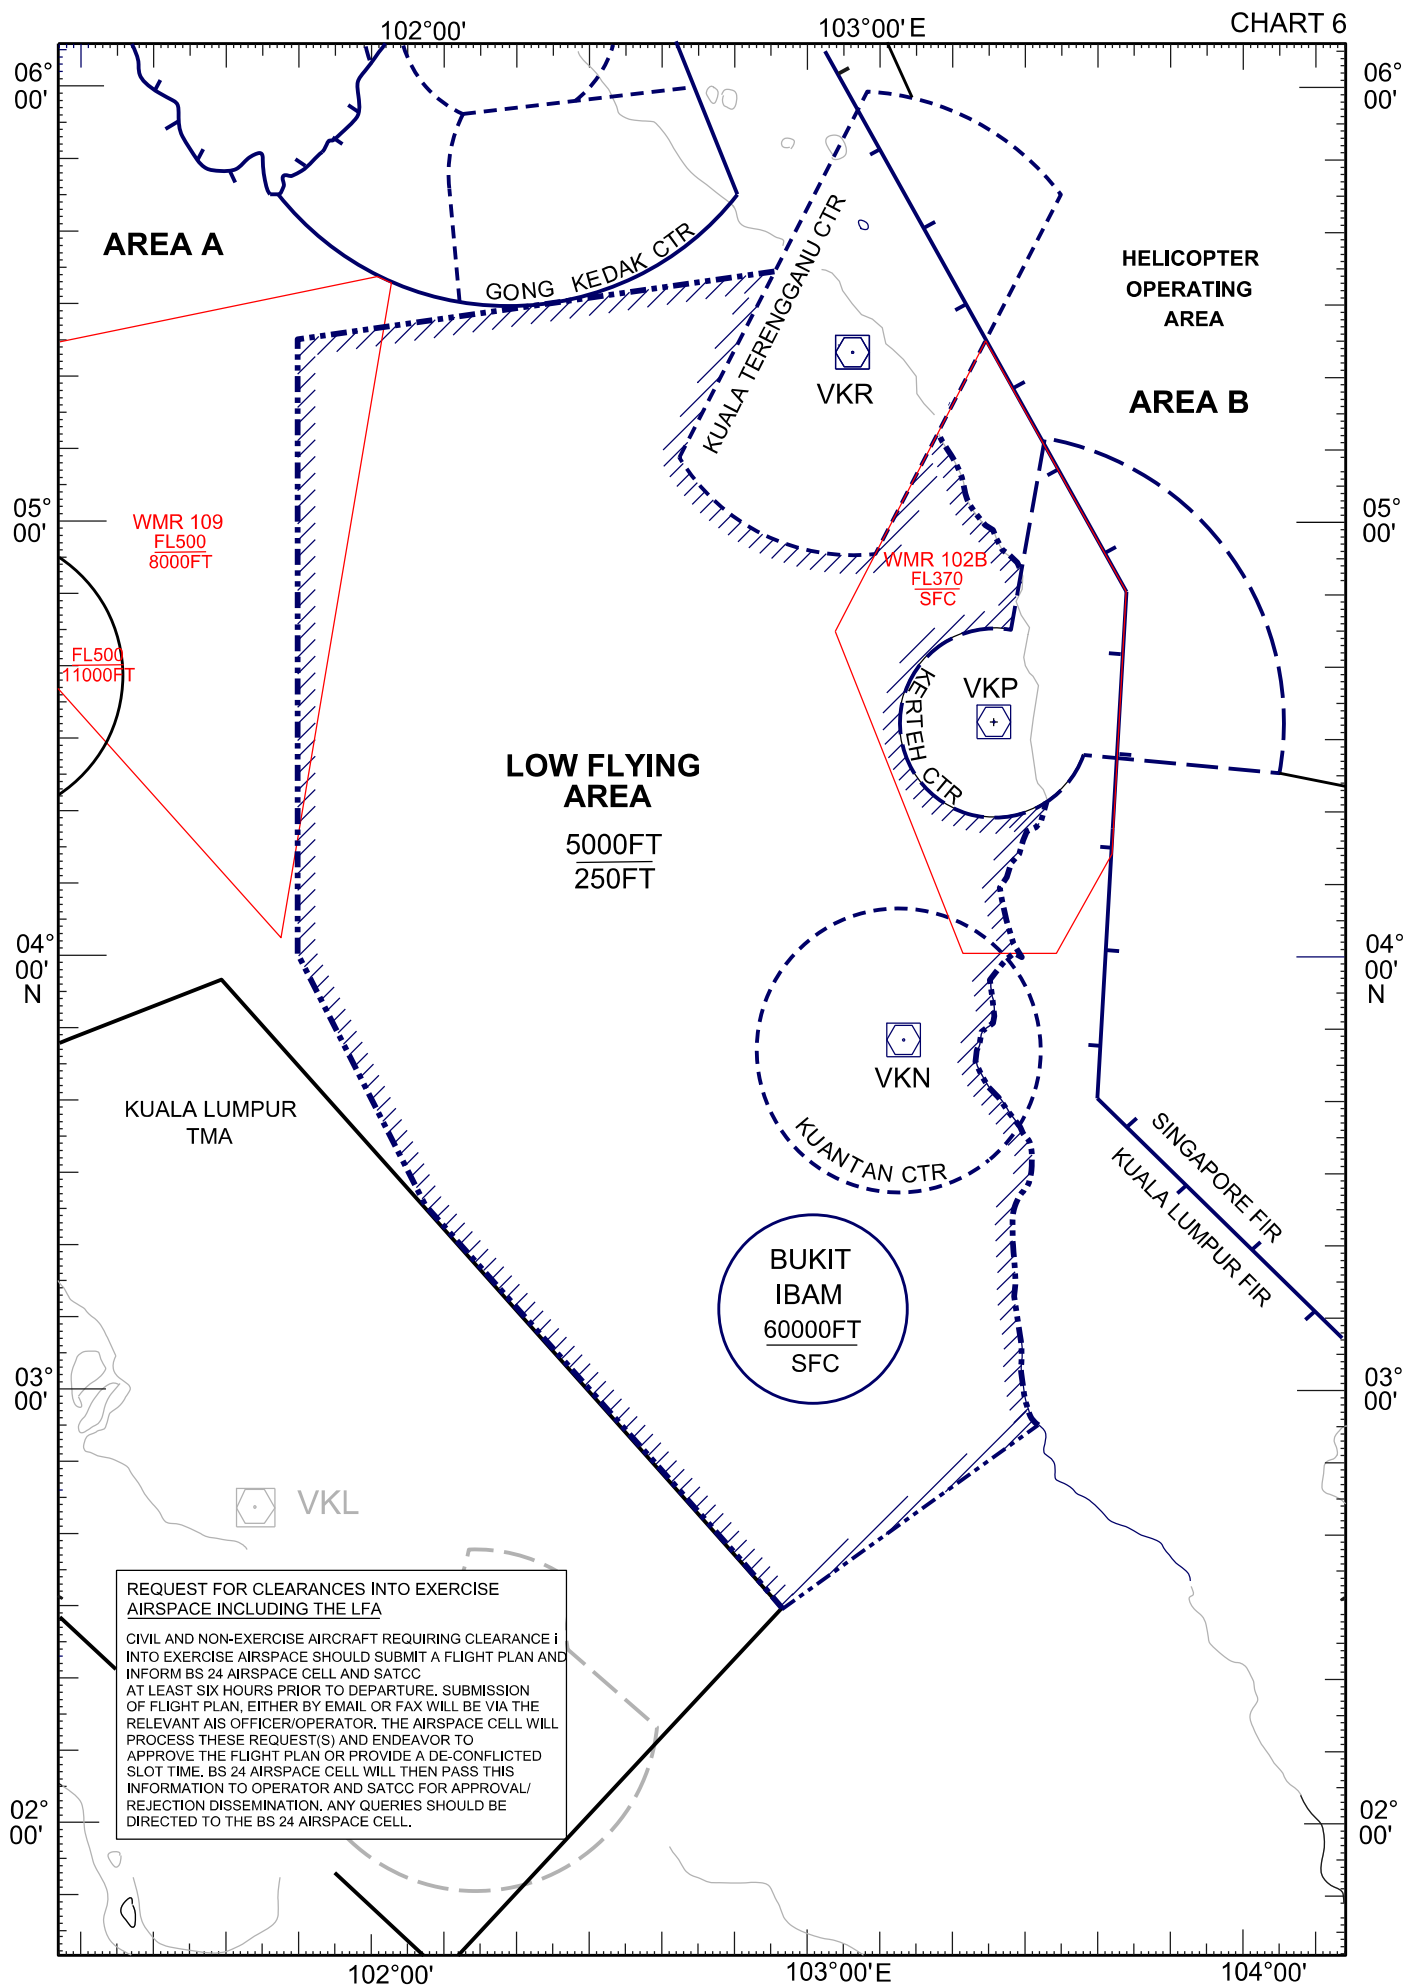 CHART 6
102°00'
103°00'E
06°
00'
06°
00'
AREA A
GONG KEDAK CTR
KUALA TERENGGANU CTR
HELICOPTER
OPERATING
AREA
VKR
AREA B
05°
00'
05°
00'
WMR 109
FL500
8000FT
WMR 102B
FL370
SFC
FL500
11000FT
VKP
KERTEH CTR
LOW FLYING
AREA
5000FT
250FT
04°
00'
N
04°
00'
N
VKN
KUANTAN CTR
KUALA LUMPUR
TMA
SINGAPORE FIR
KUALA LUMPUR FIR
BUKIT
IBAM
60000FT
SFC
03°
00'
03°
00'
VKL
REQUEST FOR CLEARANCES INTO EXERCISE
AIRSPACE INCLUDING THE LFA
CIVIL AND NON-EXERCISE AIRCRAFT REQUIRING CLEARANCE i
INTO EXERCISE AIRSPACE SHOULD SUBMIT A FLIGHT PLAN AND
INFORM BS 24 AIRSPACE CELL AND SATCC
AT LEAST SIX HOURS PRIOR TO DEPARTURE. SUBMISSION
OF FLIGHT PLAN, EITHER BY EMAIL OR FAX WILL BE VIA THE
RELEVANT AIS OFFICER/OPERATOR. THE AIRSPACE CELL WILL
PROCESS THESE REQUEST(S) AND ENDEAVOR TO
APPROVE THE FLIGHT PLAN OR PROVIDE A DE-CONFLICTED
SLOT TIME. BS 24 AIRSPACE CELL WILL THEN PASS THIS
INFORMATION TO OPERATOR AND SATCC FOR APPROVAL/
REJECTION DISSEMINATION. ANY QUERIES SHOULD BE
DIRECTED TO THE BS 24 AIRSPACE CELL.
02°
00'
02°
00'
102°00'
103°00'E
104°00'